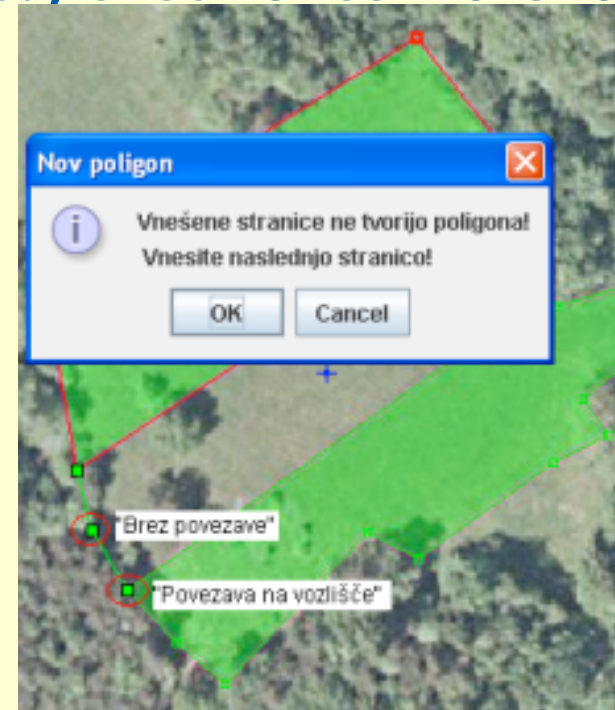 Nov poligon
Vnešene stranice ne tvorijo poligona!
Vnesite naslednjo stranico!
OK
Cancel
"Brez povezave"
"Povezava na vozlišče"